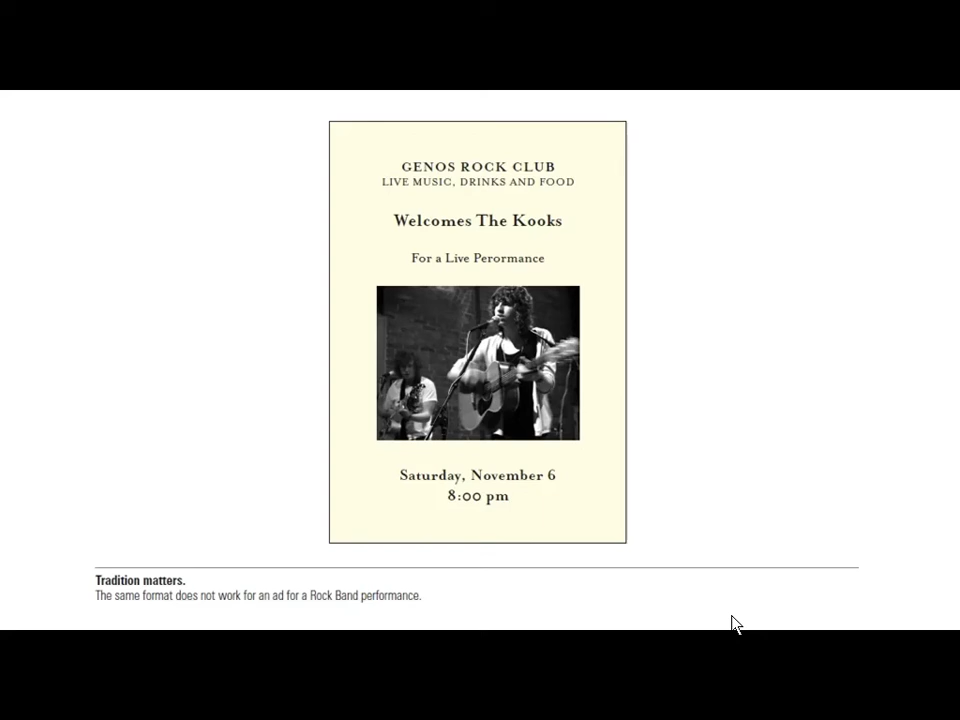 GENOS ROCK CLUB
LIVE MUSIC, DRINKS AND FOOD
Welcomes The Kooks
For a Live Perormance
Saturday, November 6
8:00 pm
Tradition matters.
The same format does not work for an ad for a Rock Band performance.